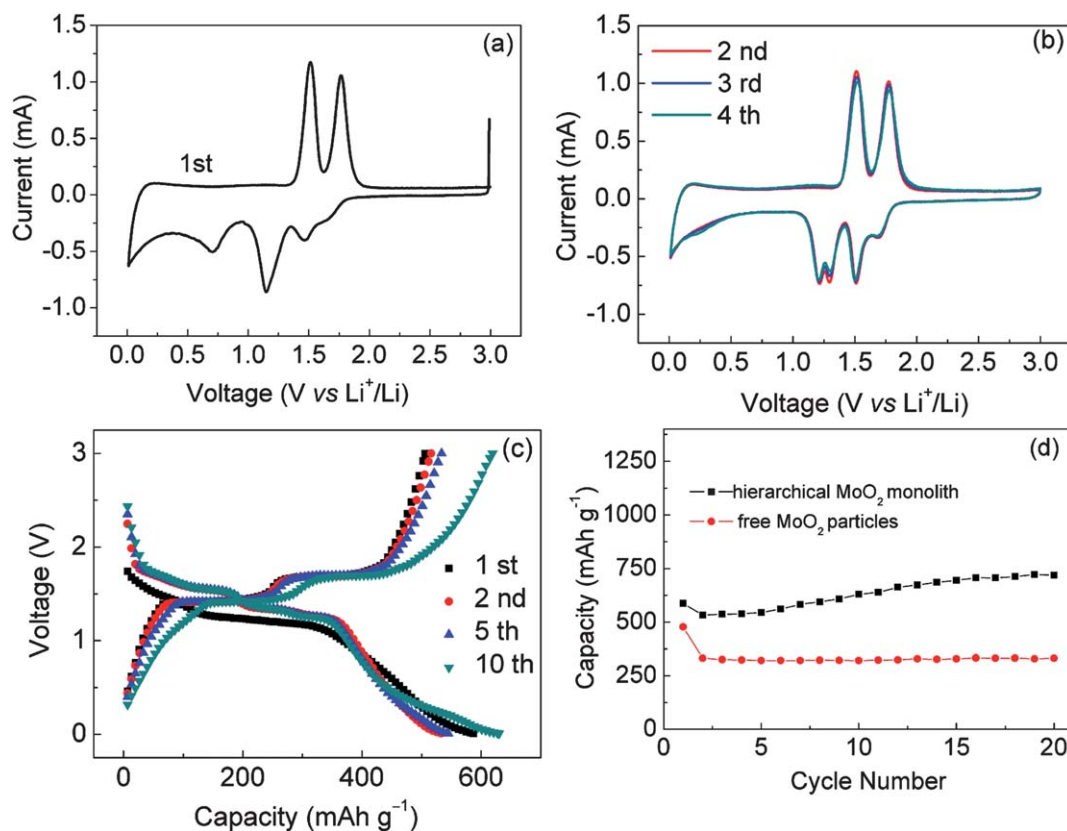 (a)
1.5
1.0
0.5
0.0
-0.5
-1.0
Current (mA)
1st
0.0 0.5 1.0 1.5 2.0 2.5 3.0
Voltage (V vs Li⁺/Li)
(b)
1.5
1.0
0.5
0.0
-0.5
-1.0
Current (mA)
2 nd
3 rd
4 th
0.0 0.5 1.0 1.5 2.0 2.5 3.0
Voltage (V vs Li⁺/Li)
(c)
3
2
1
0
Voltage (V)
1 st
2 nd
5 th
10 th
0 200 400 600
Capacity (mAh g⁻¹)
(d)
1250
1000
750
500
250
0
Capacity (mAh g⁻¹)
hierarchical MoO₂ monolith
free MoO₂ particles
0 5 10 15 20
Cycle Number